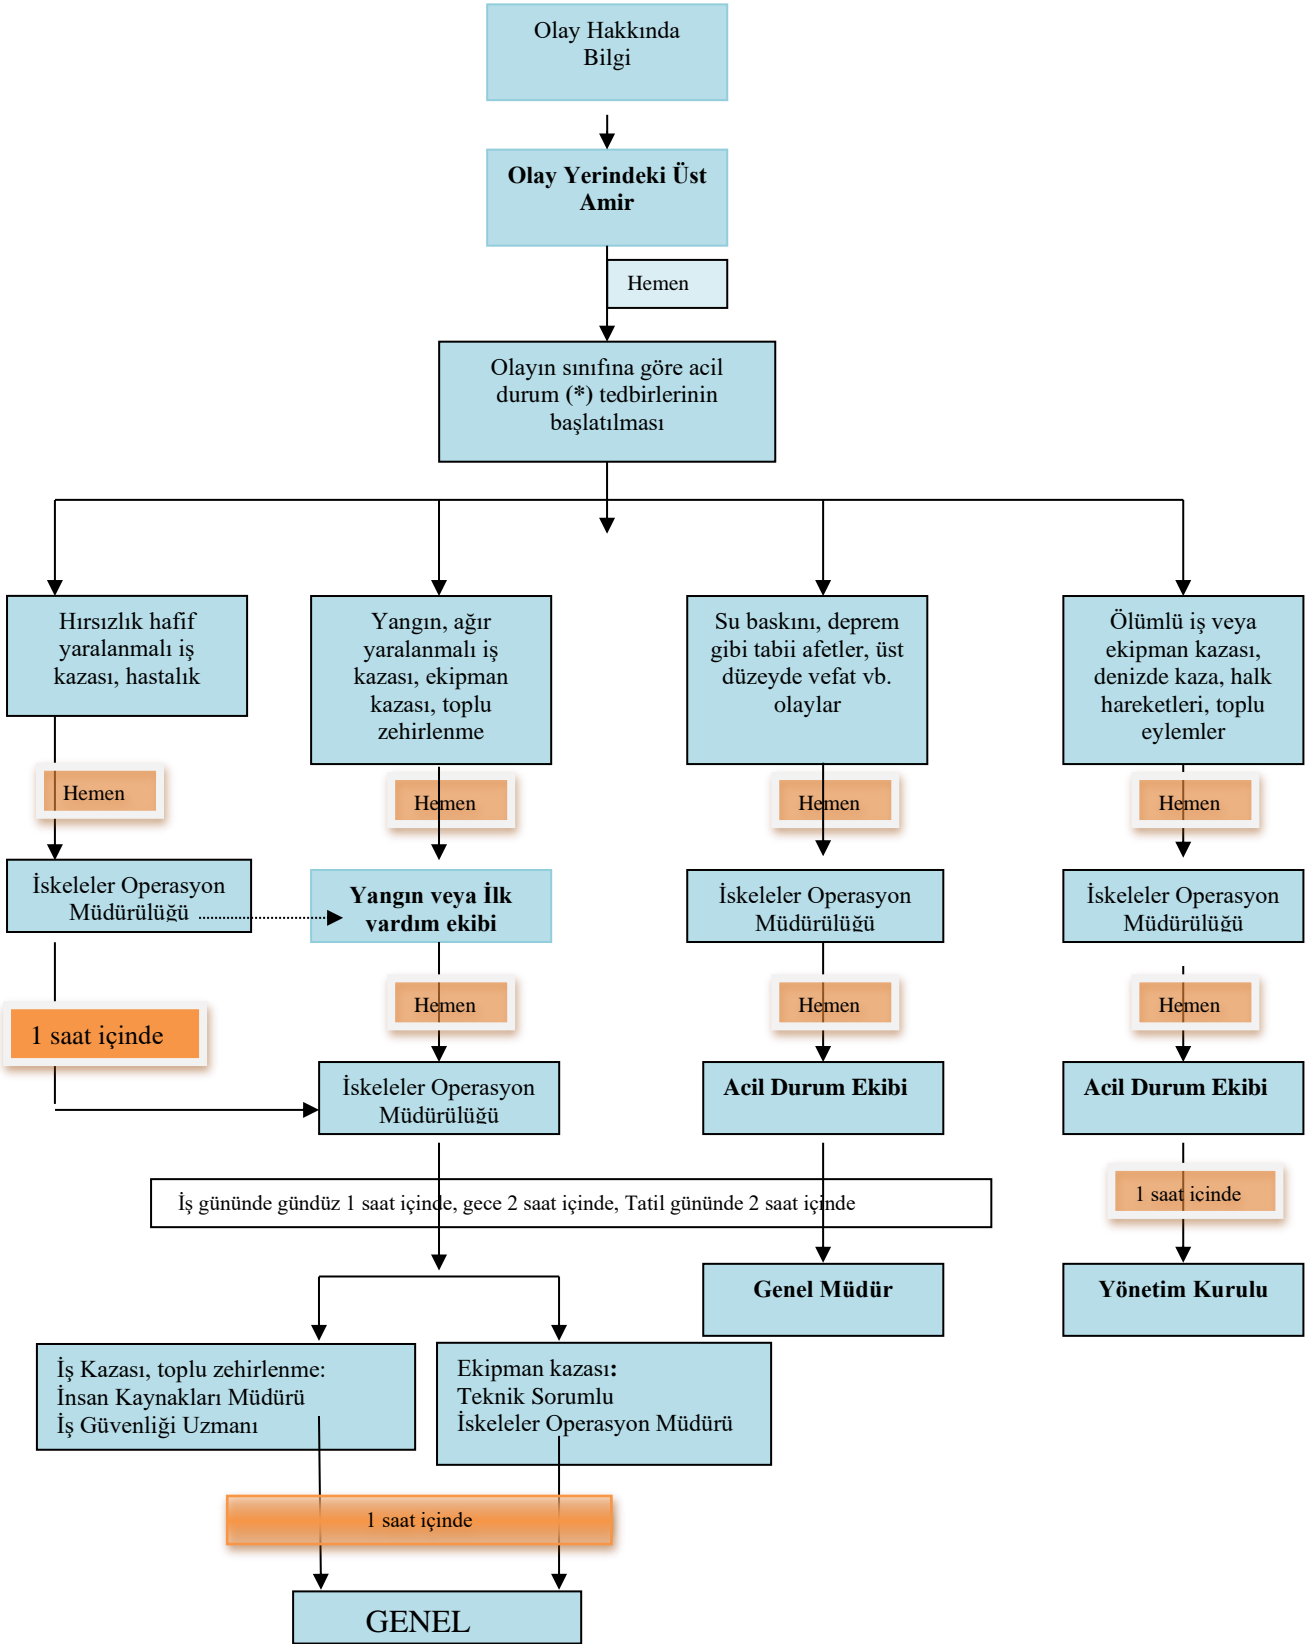 Olay Hakkında
Bilgi
Olay Yerindeki Üst
Amir
Hemen
Olayın sınıfına göre acil
durum (*) tedbirlerinin
başlatılması
Hırsızlık hafif
yaralanmalı iş
kazası, hastalık
Yangın, ağır
yaralanmalı iş
kazası, ekipman
kazası, toplu
zehirlenme
Su baskını, deprem
gibi tabii afetler, üst
düzeyde vefat vb.
olaylar
Ölümlü iş veya
ekipman kazası,
denizde kaza, halk
hareketleri, toplu
eylemler
Hemen
Hemen
Hemen
Hemen
İskeleler Operasyon
Müdürülüğü
Yangın veya İlk
vardım ekibi
İskeleler Operasyon
Müdürülüğü
İskeleler Operasyon
Müdürülüğü
1 saat içinde
Hemen
Hemen
Hemen
İskeleler Operasyon
Müdürülüğü
Acil Durum Ekibi
Acil Durum Ekibi
İş gününde gündüz 1 saat içinde, gece 2 saat içinde, Tatil gününde 2 saat içinde
1 saat icinde
Genel Müdür
Yönetim Kurulu
İş Kazası, toplu zehirlenme:
İnsan Kaynakları Müdürü
İş Güvenliği Uzmanı
Ekipman kazası:
Teknik Sorumlu
İskeleler Operasyon Müdürü
1 saat içinde
GENEL